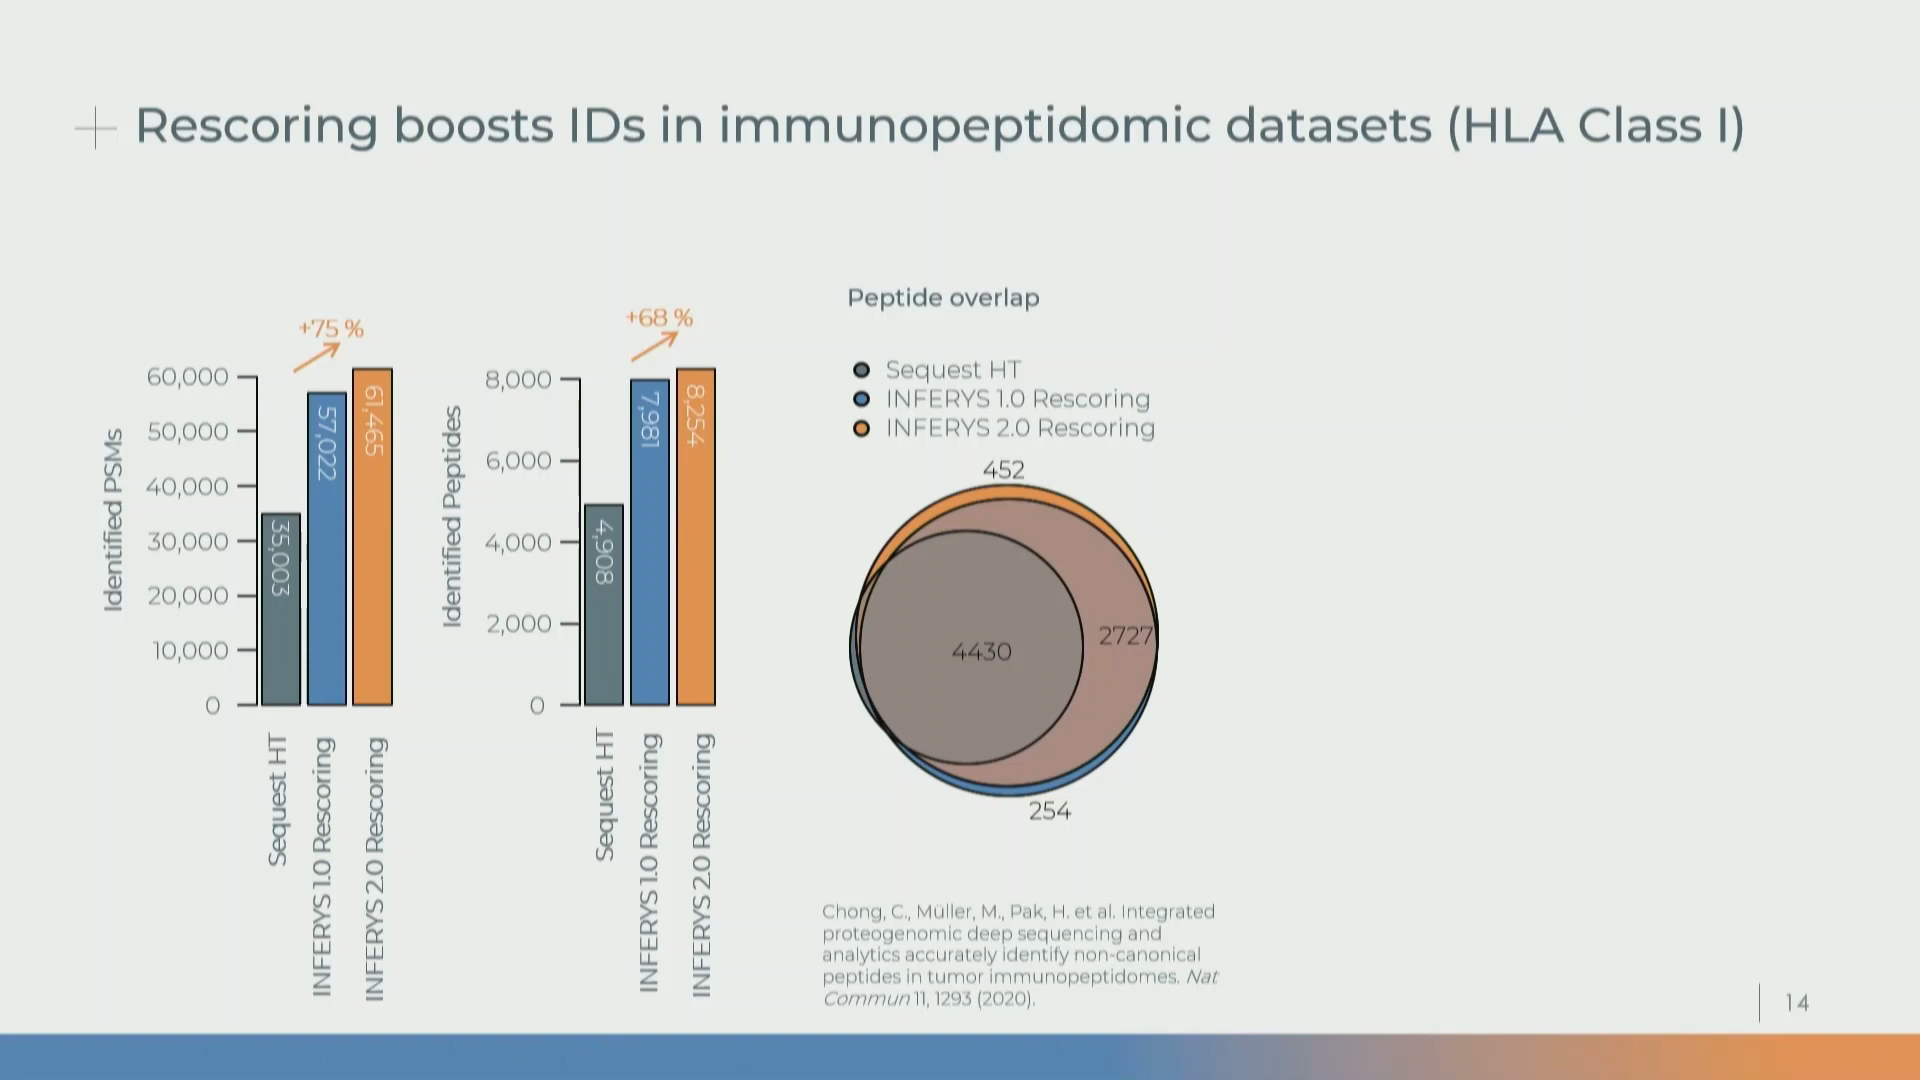 Rescoring boosts IDs in immunopeptidomic datasets (HLA Class I)
+75 %
Identified PSMs
60,000
50,000
40,000
30,000
20,000
10,000
0
35,003
57,022
61,465
Sequest HT
INFERYS 1.0 Rescoring
INFERYS 2.0 Rescoring
+68 %
Identified Peptides
8,000
6,000
4,000
2,000
0
4,908
7,981
8,254
Sequest HT
INFERYS 1.0 Rescoring
INFERYS 2.0 Rescoring
Peptide overlap
Sequest HT
INFERYS 1.0 Rescoring
INFERYS 2.0 Rescoring
452
4430
2727
254
Chong, C., Müller, M., Pak, H. et al. Integrated
proteogenomic deep sequencing and
analytics accurately identify non-canonical
peptides in tumor immunopeptidomes. Nat
Commun 11, 1293 (2020).
14